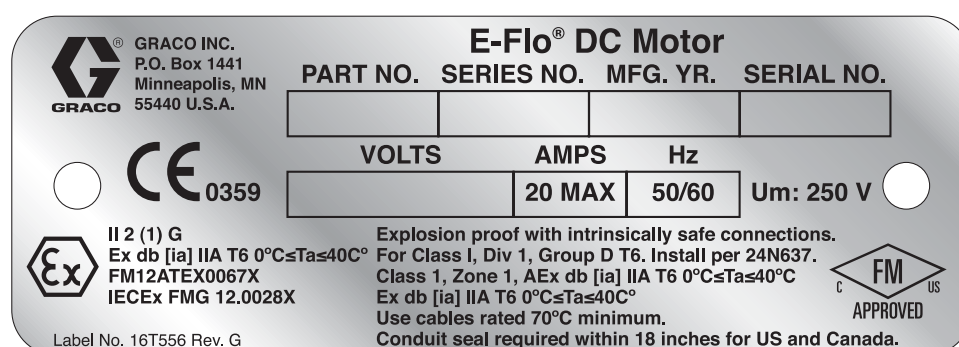 GRACO
®
GRACO INC.
P.O. Box 1441
Minneapolis, MN
55440 U.S.A.
E-Flo® DC Motor
PART NO. SERIES NO. MFG. YR. SERIAL NO.
VOLTS AMPS Hz
CE 0359
20 MAX 50/60 Um: 250 V
Ex
II 2 (1) G
Ex db [ia] IIA T6 0°C≤Ta≤40C°
FM12ATEX0067X
IECEx FMG 12.0028X
Label No. 16T556 Rev. G
Explosion proof with intrinsically safe connections.
For Class I, Div 1, Group D T6. Install per 24N637.
Class 1, Zone 1, AEx db [ia] IIA T6 0°C≤Ta≤40°C
Ex db [ia] IIA T6 0°C≤Ta≤40C°
Use cables rated 70°C minimum.
Conduit seal required within 18 inches for US and Canada.
C FM US
APPROVED